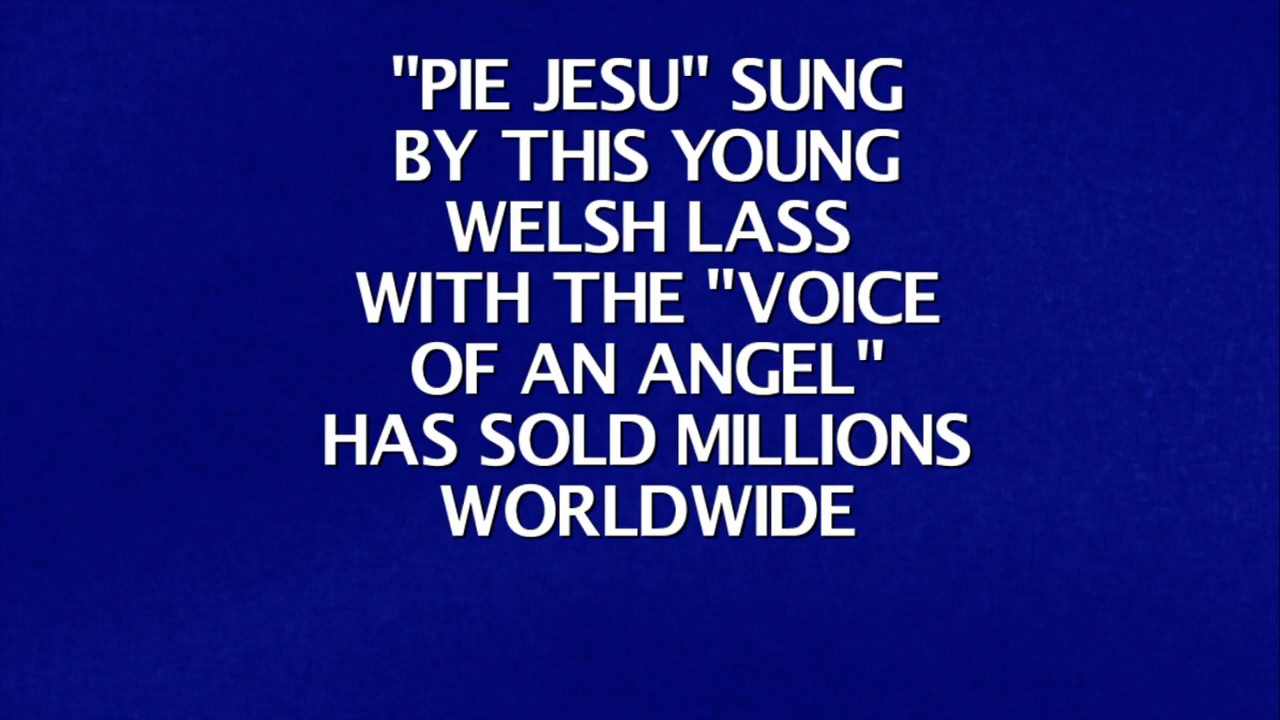 "PIE JESU" SUNG
BY THIS YOUNG
WELSH LASS
WITH THE "VOICE
OF AN ANGEL"
HAS SOLD MILLIONS
WORLDWIDE